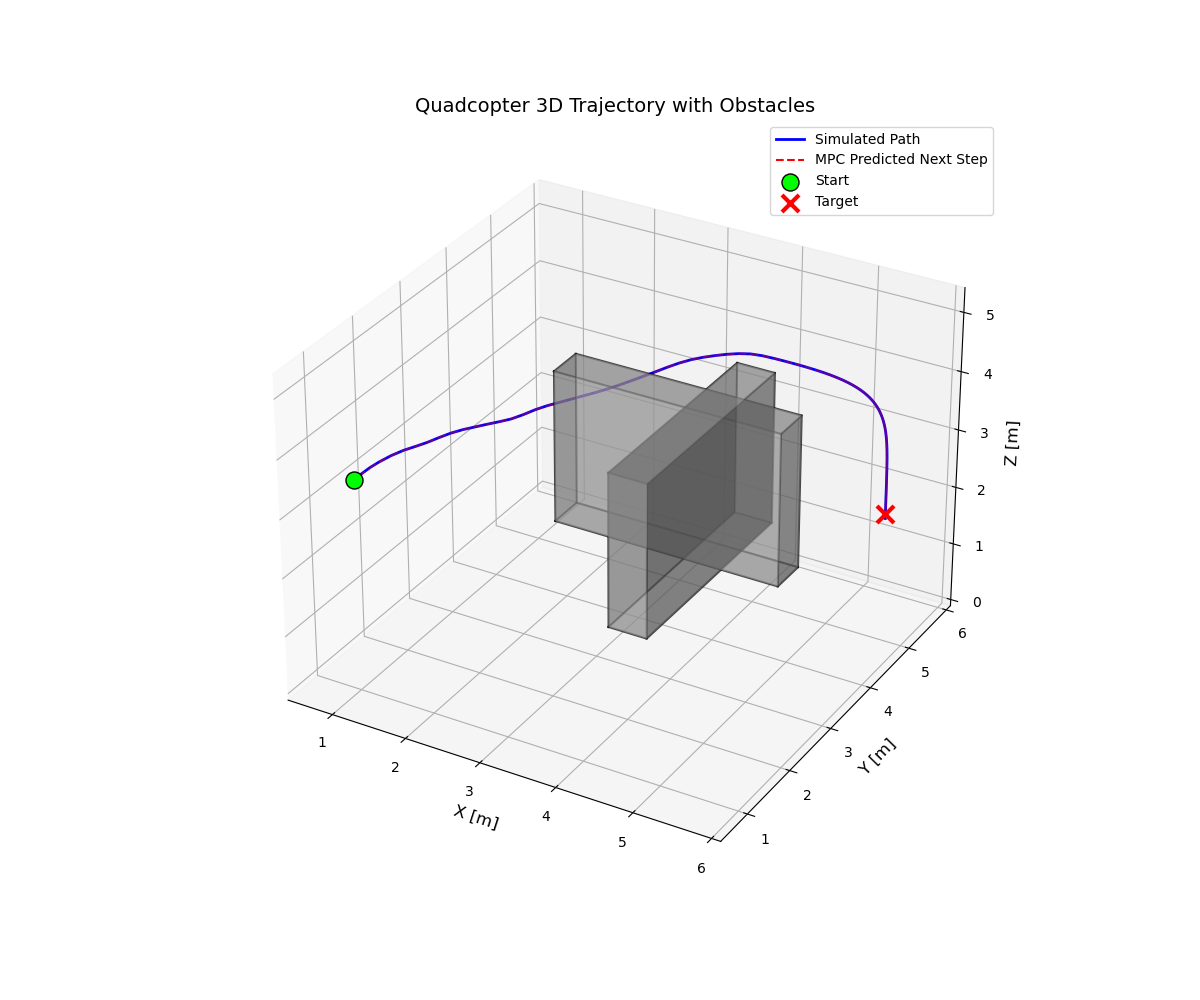 Quadcopter 3D Trajectory with Obstacles
Simulated Path
MPC Predicted Next Step
Start
Target
5
4
3
2
1
0
Z [m]
6
5
4
3
2
1
Y [m]
1
2
3
4
5
6
X [m]